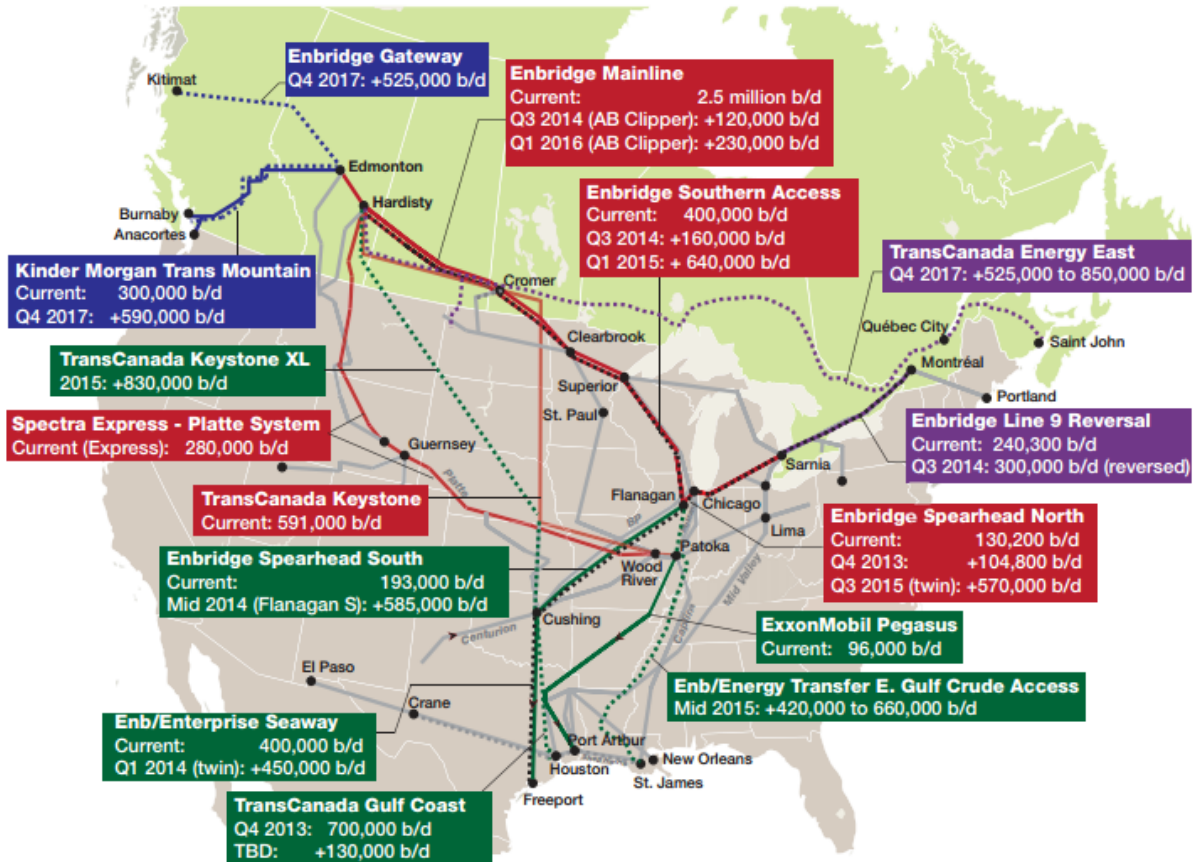 Enbridge Gateway
Q4 2017: +525,000 b/d
Kitimat
Enbridge Mainline
Current: 2.5 million b/d
Q3 2014 (AB Clipper): +120,000 b/d
Q1 2016 (AB Clipper): +230,000 b/d
Edmonton
Hardisty
Burnaby
Anacortes
Enbridge Southern Access
Current: 400,000 b/d
Q3 2014: +160,000 b/d
Q1 2015: + 640,000 b/d
TransCanada Energy East
Q4 2017: +525,000 to 850,000 b/d
Kinder Morgan Trans Mountain
Current: 300,000 b/d
Q4 2017: +590,000 b/d
Cromer
Clearbrook
Québec City
Saint John
Montréal
TransCanada Keystone XL
2015: +830,000 b/d
Superior
St. Paul
Portland
Spectra Express - Platte System
Current (Express): 280,000 b/d
Guernsey
Platte
Enbridge Line 9 Reversal
Current: 240,300 b/d
Q3 2014: 300,000 b/d (reversed)
Sarnia
TransCanada Keystone
Current: 591,000 b/d
Flanagan
Chicago
BP
Lima
Enbridge Spearhead North
Current: 130,200 b/d
Q4 2013: +104,800 b/d
Q3 2015 (twin): +570,000 b/d
Enbridge Spearhead South
Current: 193,000 b/d
Mid 2014 (Flanagan S): +585,000 b/d
Wood
River
Patoka
Mid Valley
Capline
Cushing
Centurion
ExxonMobil Pegasus
Current: 96,000 b/d
El Paso
Crane
Enb/Energy Transfer E. Gulf Crude Access
Mid 2015: +420,000 to 660,000 b/d
Enb/Enterprise Seaway
Current: 400,000 b/d
Q1 2014 (twin): +450,000 b/d
Port Arthur
Houston
New Orleans
St. James
Freeport
TransCanada Gulf Coast
Q4 2013: 700,000 b/d
TBD: +130,000 b/d